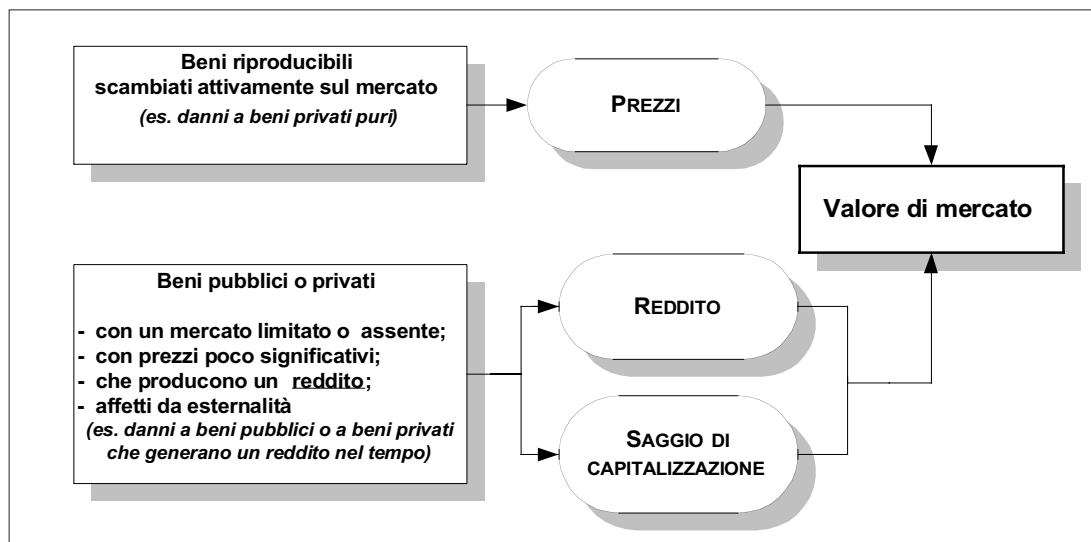 Beni riproducibili
scambiati attivamente sul mercato
(es. danni a beni privati puri)
PREZZI
Valore di mercato
Beni pubblici o privati
- con un mercato limitato o assente;
- con prezzi poco significativi;
- che producono un reddito;
- affetti da esternalità
(es. danni a beni pubblici o a beni privati
che generano un reddito nel tempo)
REDDITO
SAGGIO DI
CAPITALIZZAZIONE